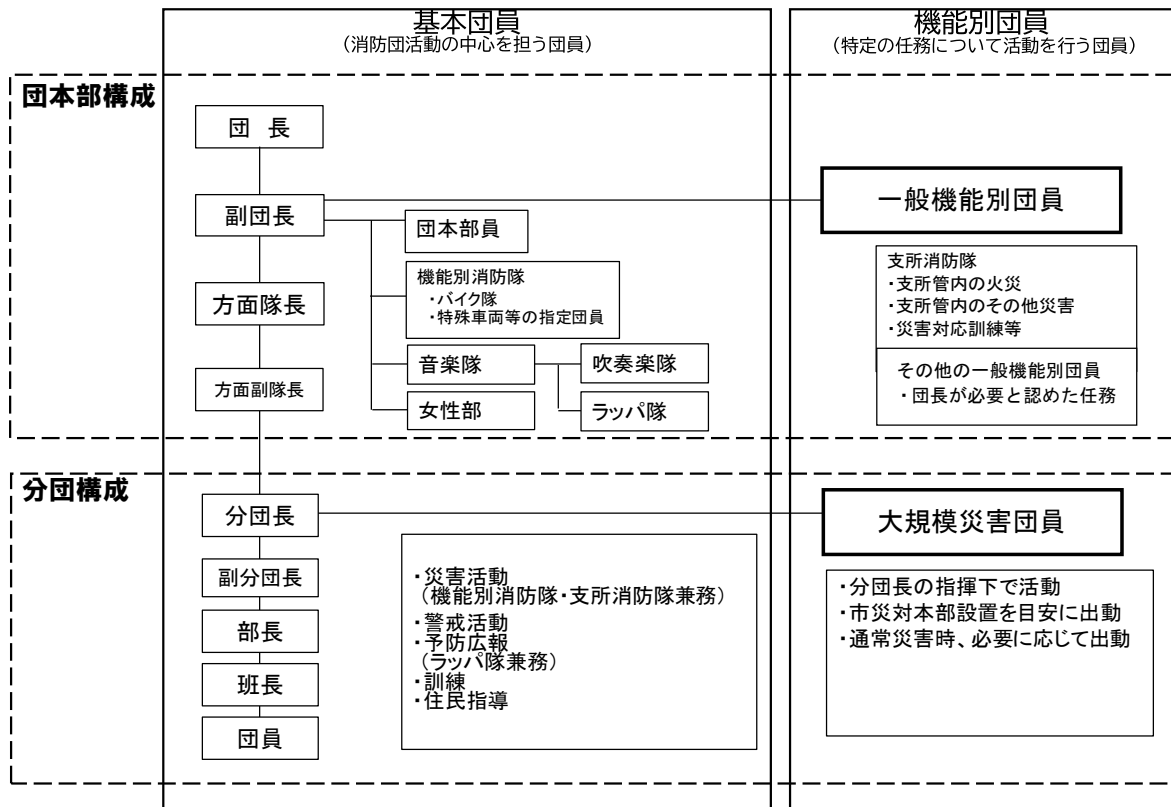 基本団員
（消防団活動の中心を担う団員）
機能別団員
（特定の任務について活動を行う団員）
団本部構成
団　長
副団長
方面隊長
方面副隊長
団本部員
機能別消防隊
・バイク隊
・特殊車両等の指定団員
音楽隊
吹奏楽隊
女性部
ラッパ隊
一般機能別団員
支所消防隊
・支所管内の火災
・支所管内のその他災害
・災害対応訓練等
その他の一般機能別団員
・団長が必要と認めた任務
分団構成
分団長
副分団長
部長
班長
団員
・災害活動
（機能別消防隊・支所消防隊兼務）
・警戒活動
・予防広報
（ラッパ隊兼務）
・訓練
・住民指導
大規模災害団員
・分団長の指揮下で活動
・市災対本部設置を目安に出動
・通常災害時、必要に応じて出動